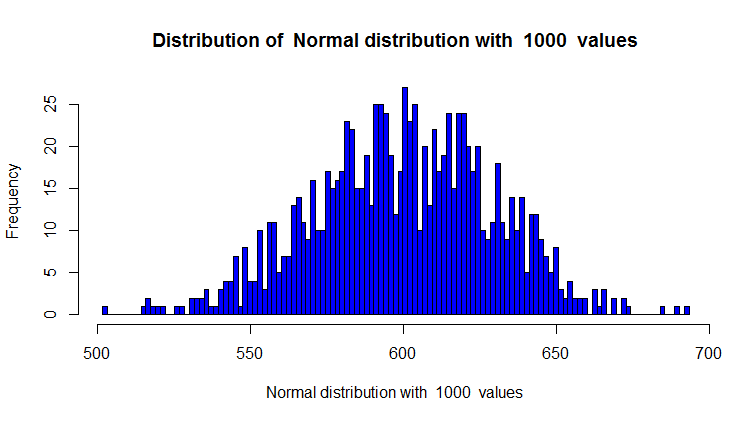 Distribution of  Normal distribution with  1000  values
Frequency
25
20
15
10
5
0
500 550 600 650 700
Normal distribution with  1000  values